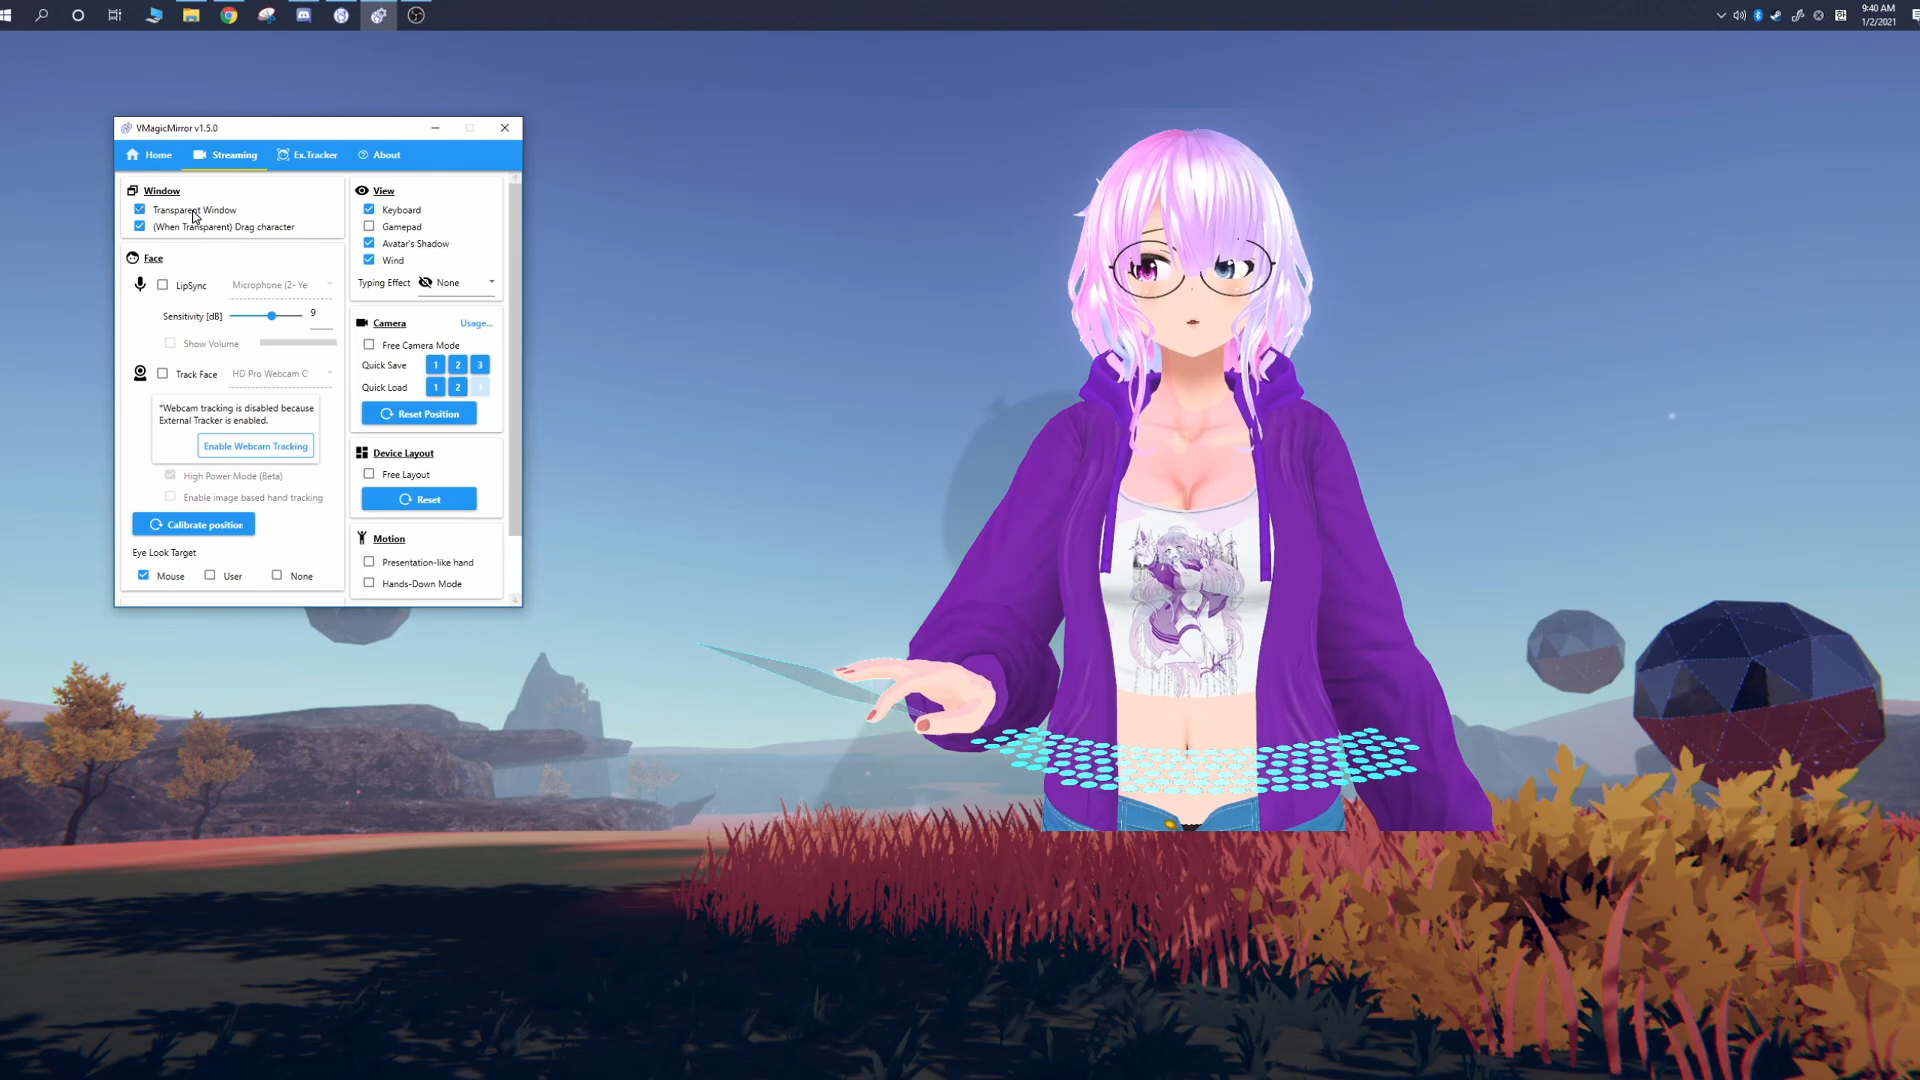 9:40 AM
1/2/2021
VMagicMirror v1.5.0
Home
Streaming
Ex.Tracker
About
Window
Transparent Window
(When Transparent) Drag character
Face
LipSync
Microphone (2- Ye
Sensitivity [dB]
9
Show Volume
Track Face
HD Pro Webcam C
*Webcam tracking is disabled because
External Tracker is enabled.
Enable Webcam Tracking
High Power Mode (Beta)
Enable image based hand tracking
Calibrate position
Eye Look Target
Mouse
User
None
View
Keyboard
Gamepad
Avatar's Shadow
Wind
Typing Effect
None
Camera
Usage...
Free Camera Mode
Quick Save
1
2
3
Quick Load
1
2
3
Reset Position
Device Layout
Free Layout
Reset
Motion
Presentation-like hand
Hands-Down Mode